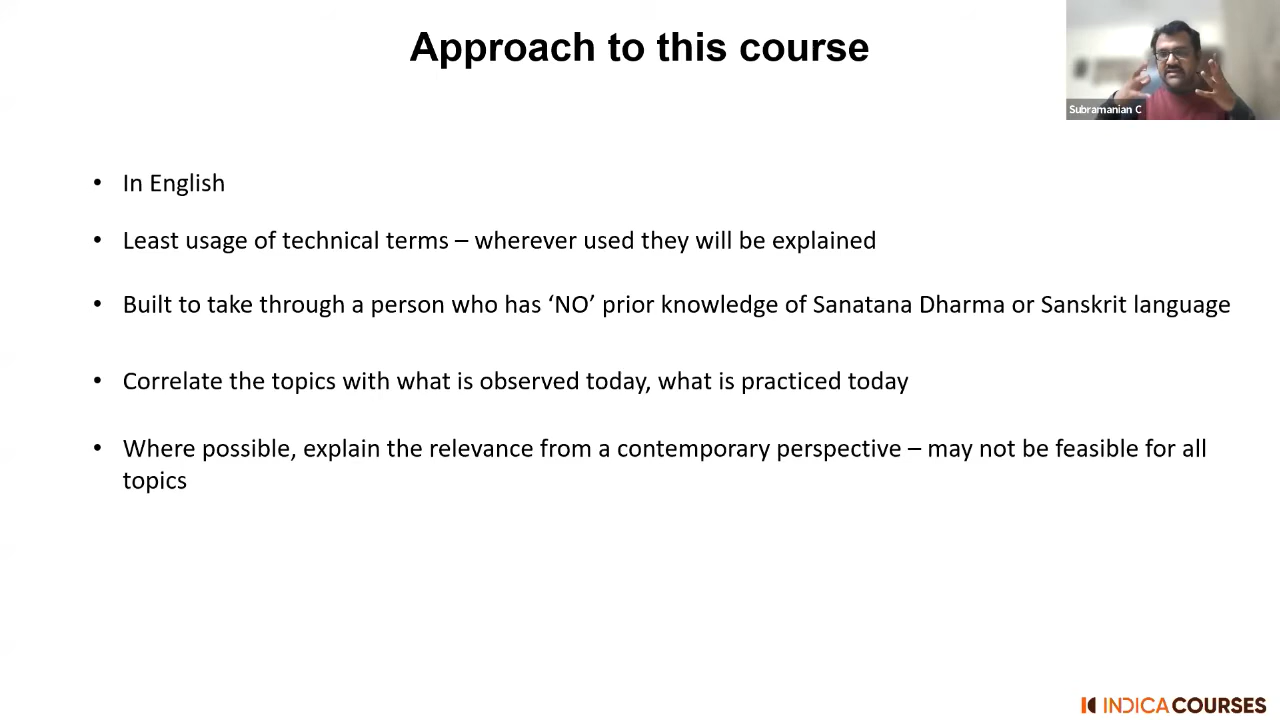 Approach to this course
Subramanian C
• In English
• Least usage of technical terms – wherever used they will be explained
• Built to take through a person who has ‘NO’ prior knowledge of Sanatana Dharma or Sanskrit language
• Correlate the topics with what is observed today, what is practiced today
• Where possible, explain the relevance from a contemporary perspective – may not be feasible for all
topics
INDICA COURSES